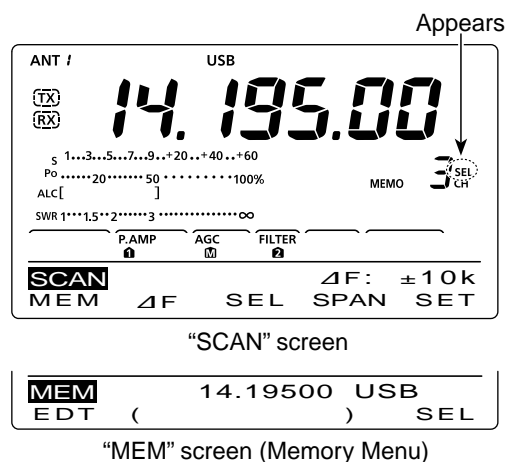 Appears
ANT 1 USB
TX
14.195.00
RX
S 1•••3•••5•••7•••9••+20••+40••+60
Po ••••••20•••••••50•••••••••100%
MEMO 3 SEL CH
ALC[ ]
SWR 1•••1.5••2••••••3••••••••••••••••∞
P.AMP AGC FILTER
1 M 2
SCAN ⊿F: ±10k
MEM ⊿F SEL SPAN SET
“SCAN” screen
MEM 14.19500 USB
EDT ( ) SEL
“MEM” screen (Memory Menu)